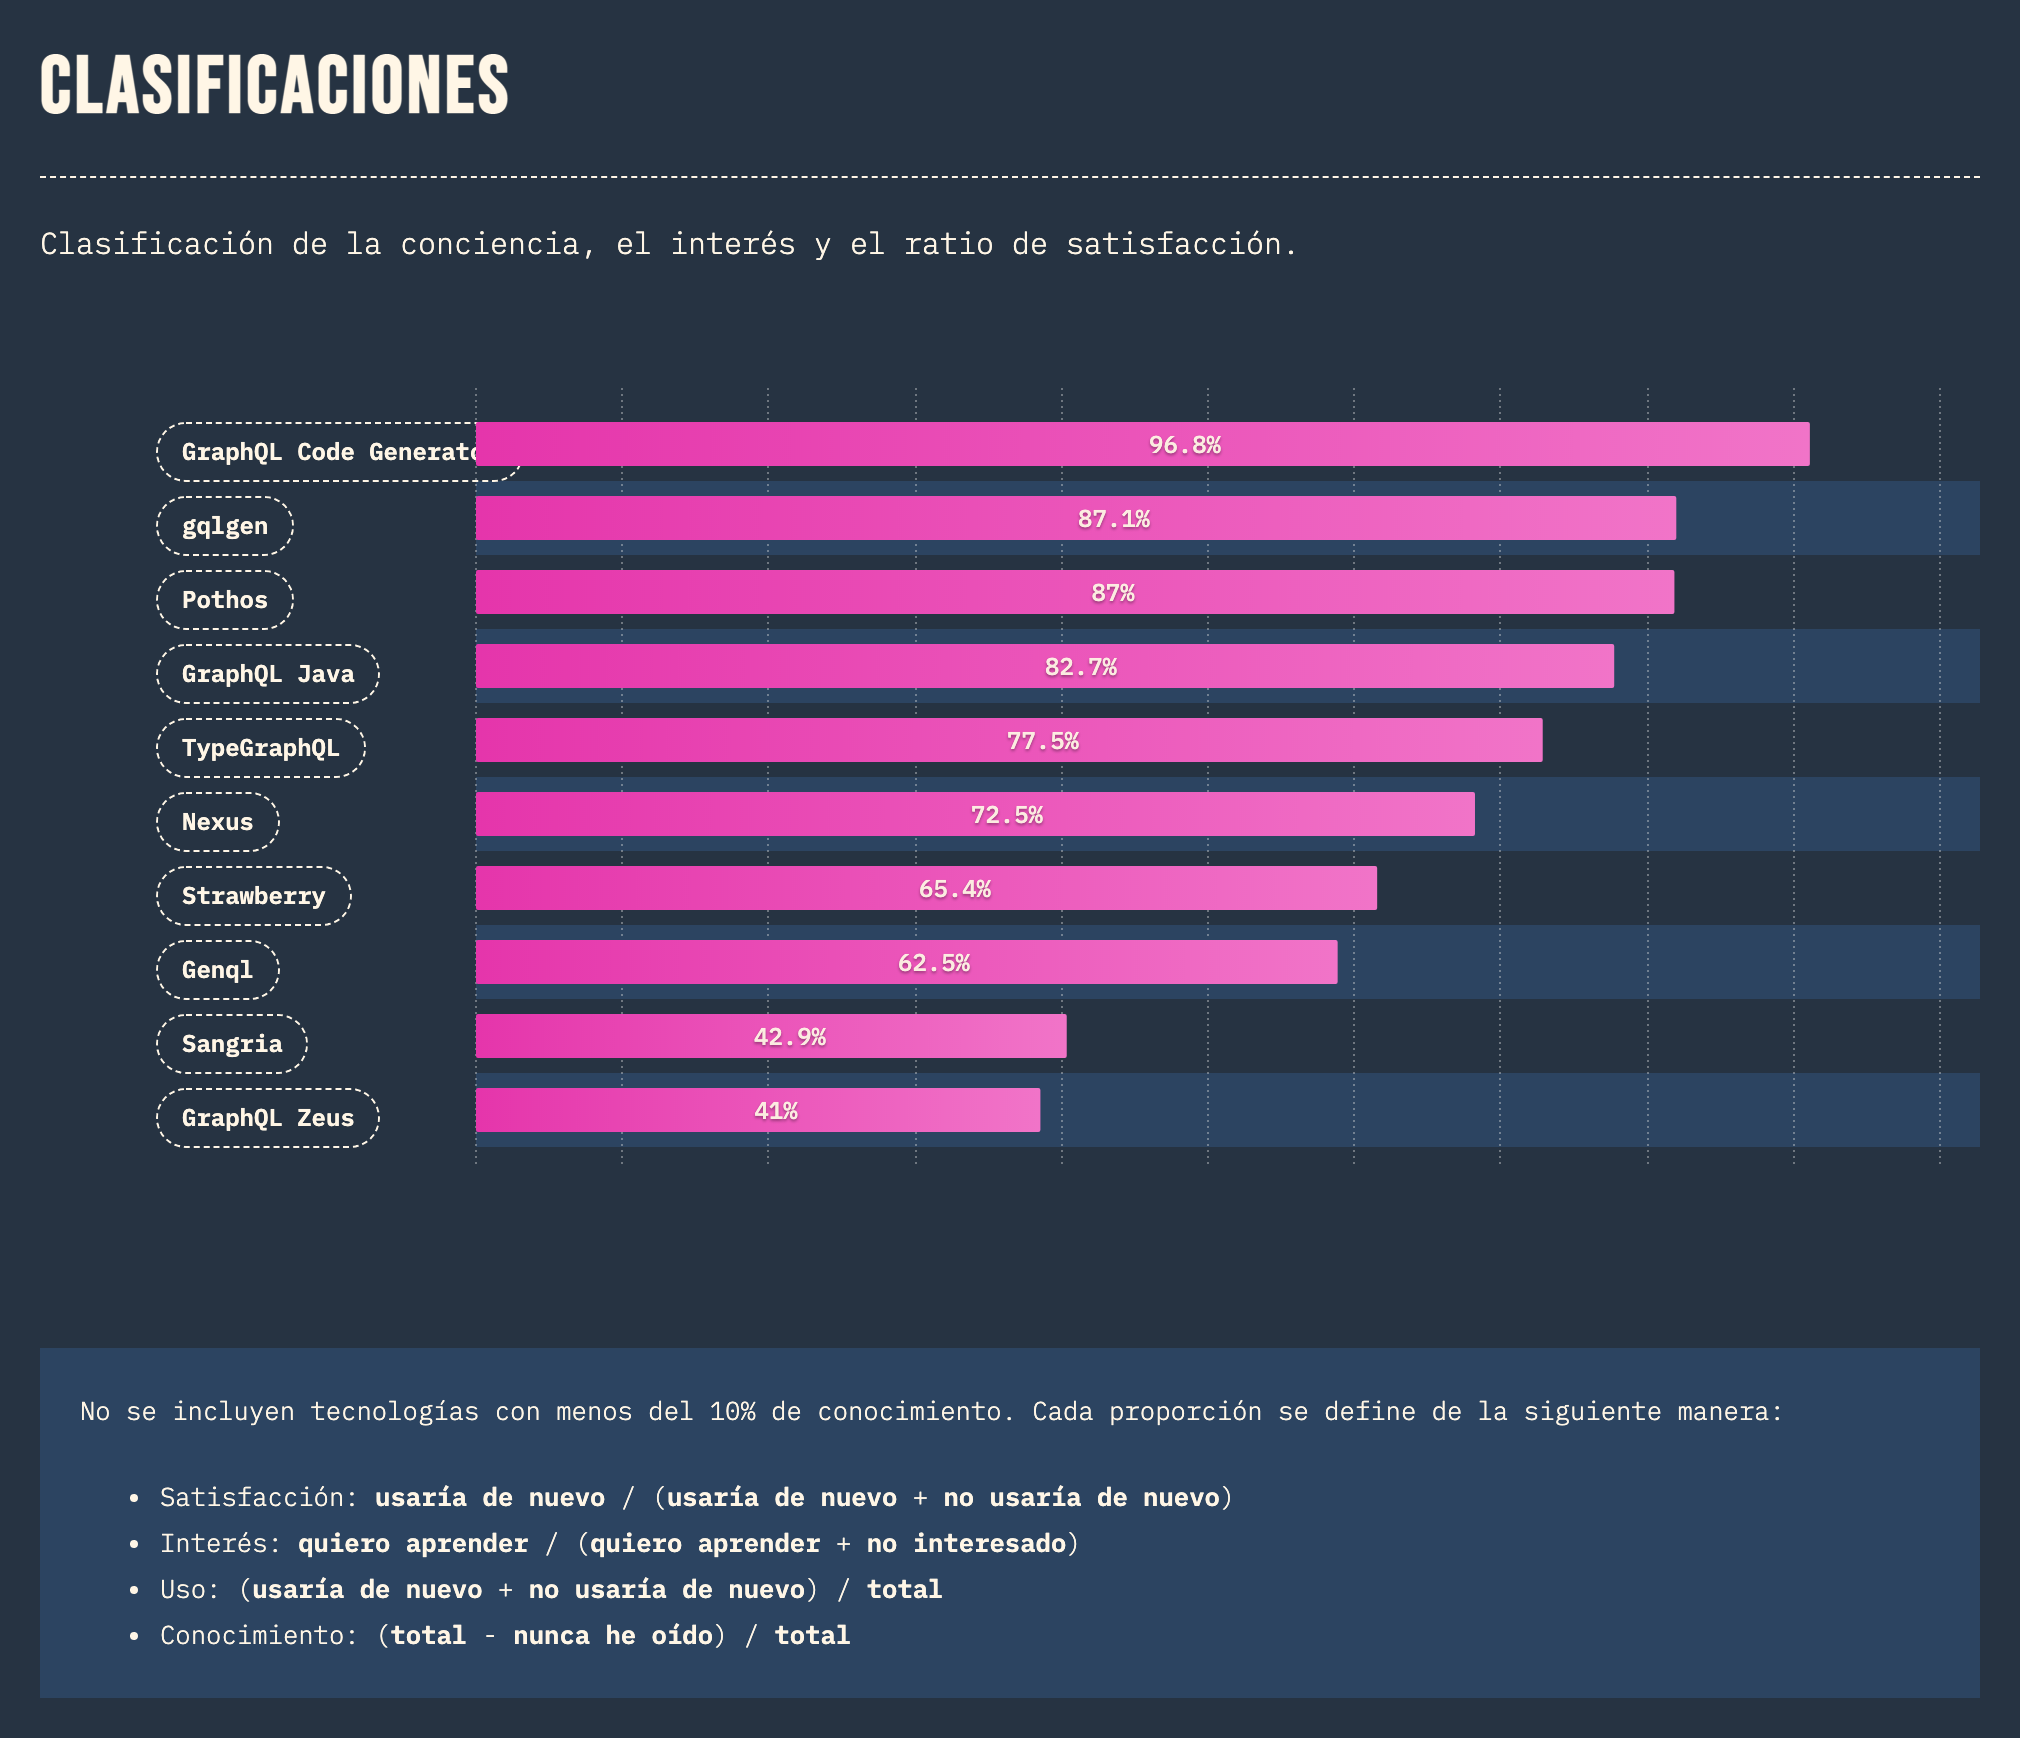 CLASIFICACIONES
Clasificación de la conciencia, el interés y el ratio de satisfacción.
GraphQL Code Generato 96.8%
gqlgen 87.1%
Pothos 87%
GraphQL Java 82.7%
TypeGraphQL 77.5%
Nexus 72.5%
Strawberry 65.4%
Genql 62.5%
Sangria 42.9%
GraphQL Zeus 41%
No se incluyen tecnologías con menos del 10% de conocimiento. Cada proporción se define de la siguiente manera:
• Satisfacción: usaría de nuevo / (usaría de nuevo + no usaría de nuevo)
• Interés: quiero aprender / (quiero aprender + no interesado)
• Uso: (usaría de nuevo + no usaría de nuevo) / total
• Conocimiento: (total - nunca he oído) / total